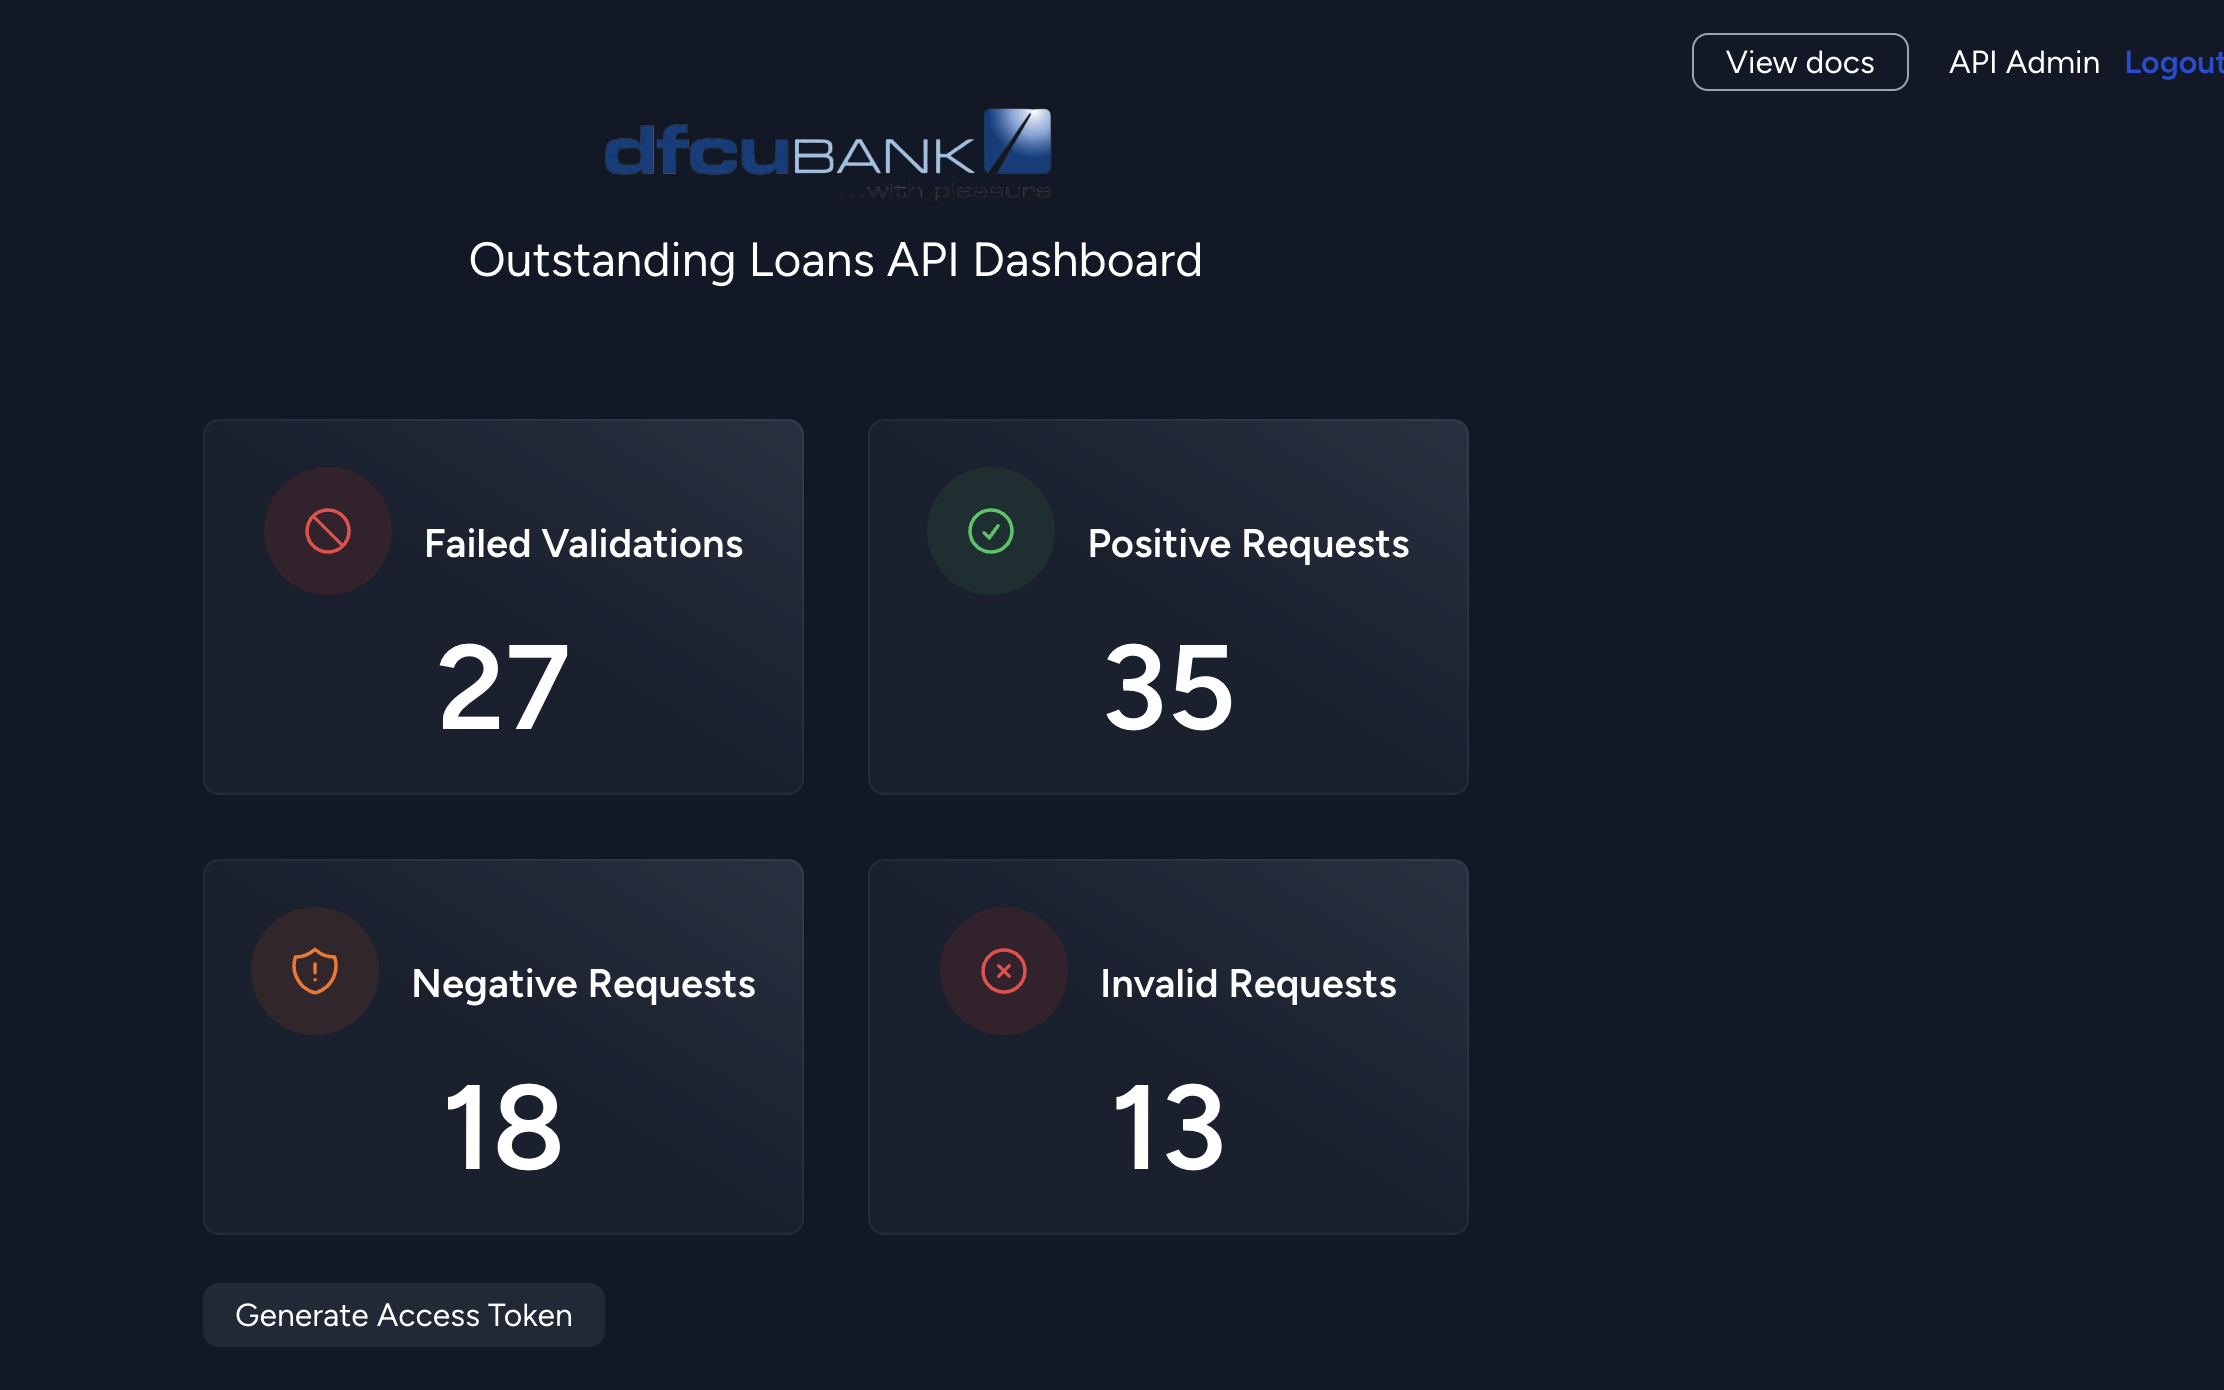 View docs API Admin Logout
dfcuBANK
...with pleasure
Outstanding Loans API Dashboard
Failed Validations
27
Positive Requests
35
Negative Requests
18
Invalid Requests
13
Generate Access Token